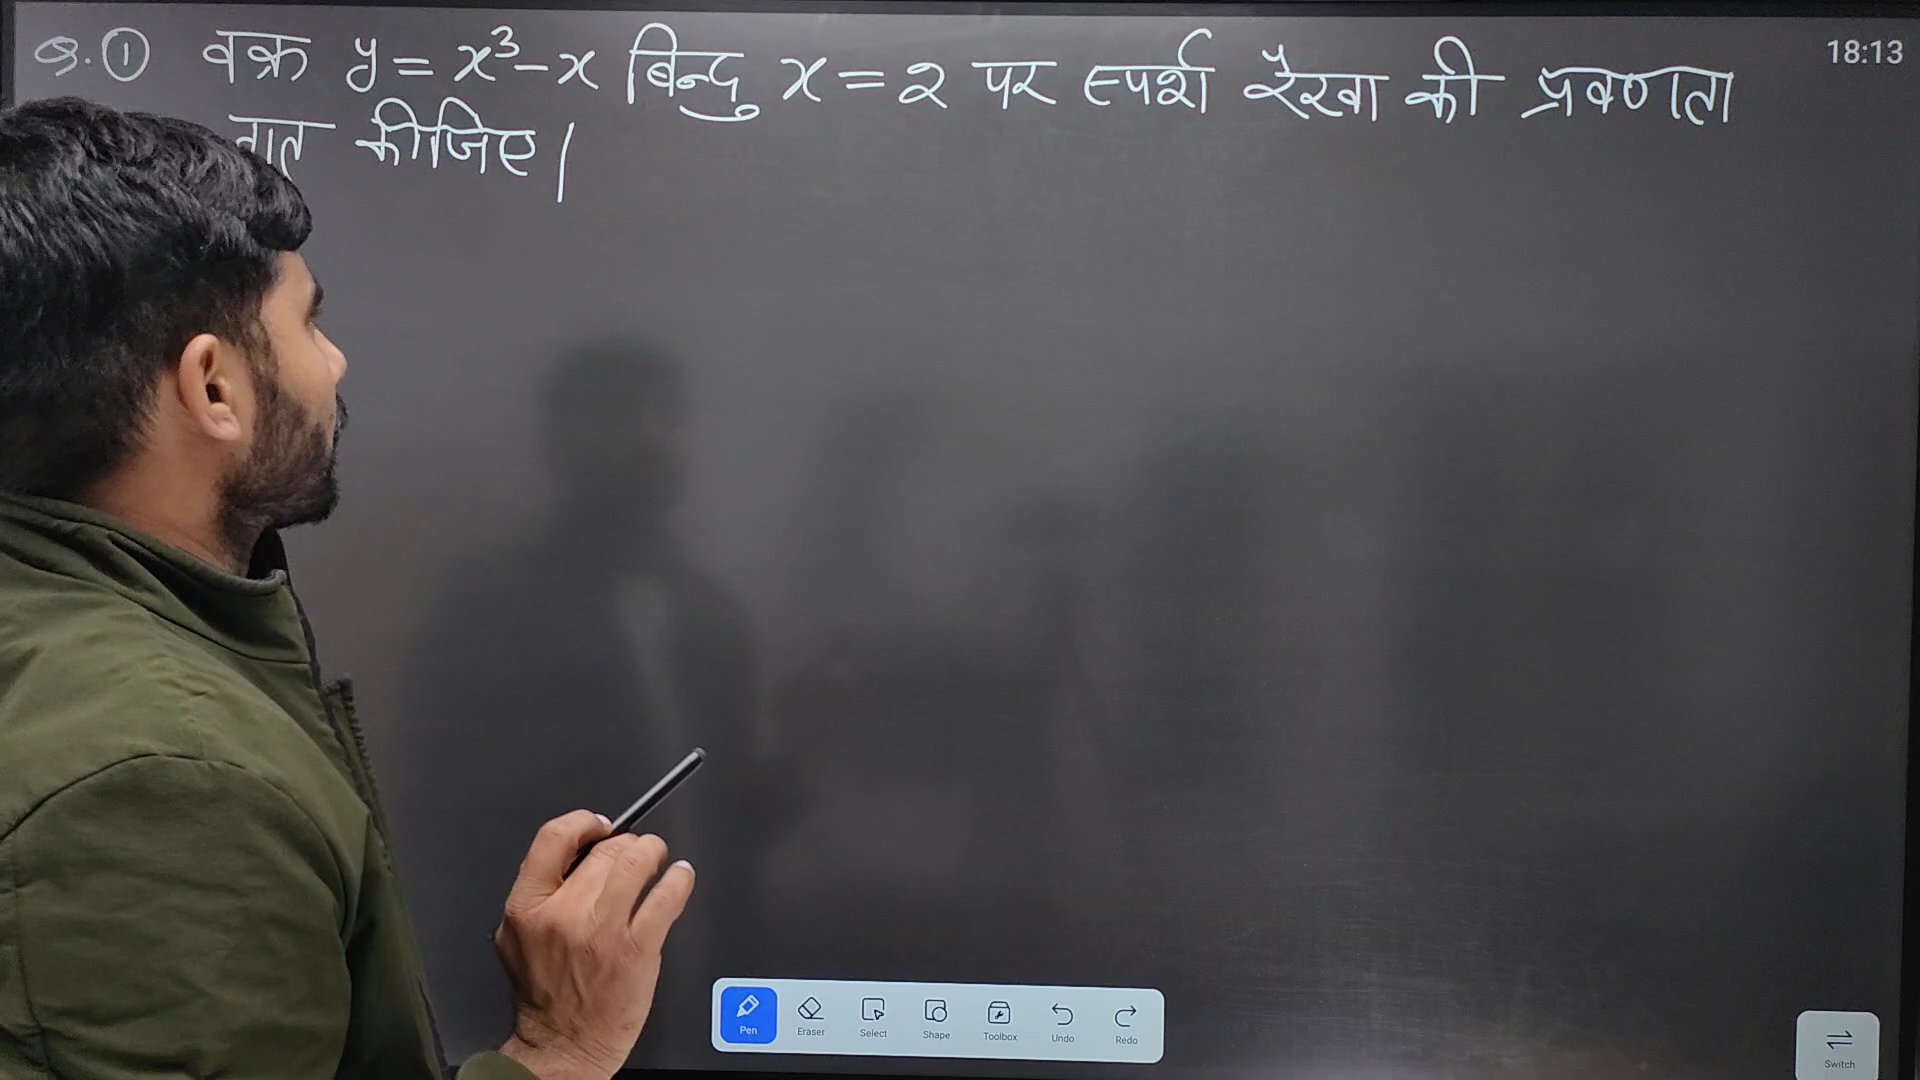 Q.① वक्र y = x³-x बिन्दु x = 2 पर स्पर्श रेखा की प्रवणता
कीजिए।
18:13
Pen Eraser Select Shape Toolbox Undo Redo
Switch